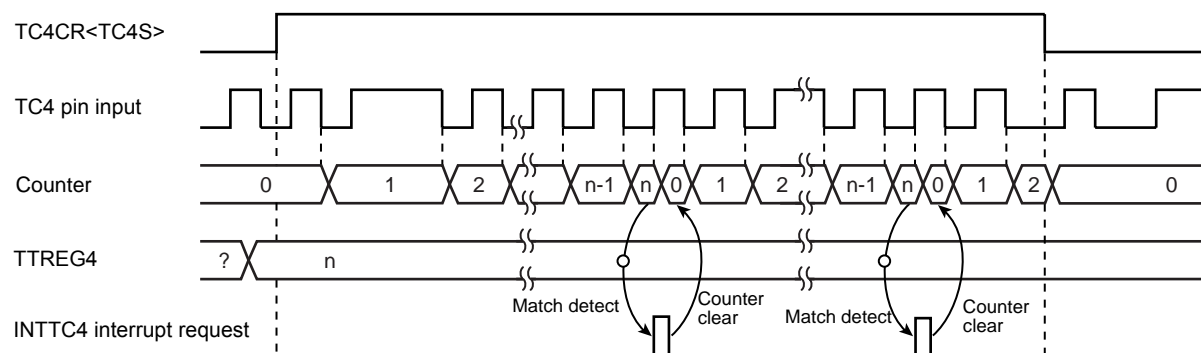 TC4CR<TC4S>
TC4 pin input
Counter 0 1 2 n-1 n 0 1 2 n-1 n 0 1 2 0
TTREG4 ? n
Match detect Counter clear Match detect Counter clear
INTTC4 interrupt request